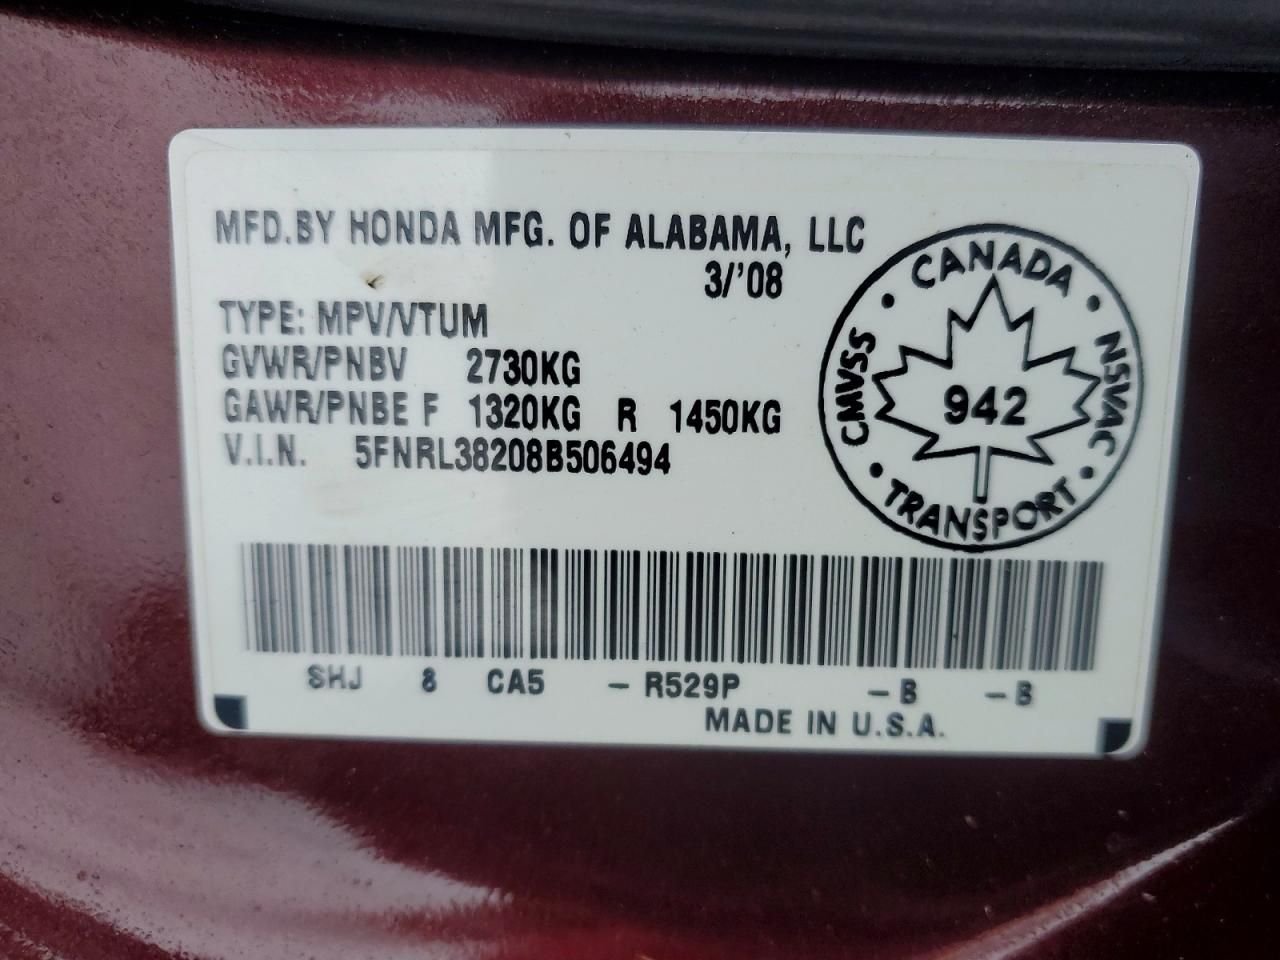 MFD.BY HONDA MFG. OF ALABAMA, LLC
3/'08
TYPE: MPV/VTUM
GVWR/PNBV 2730KG
GAWR/PNBE F 1320KG R 1450KG
V.I.N. 5FNRL38208B506494
CANADA
CMVSS
942
NSVAC
TRANSPORT
SHJ 8 CA5 - R529P - B - B
MADE IN U.S.A.